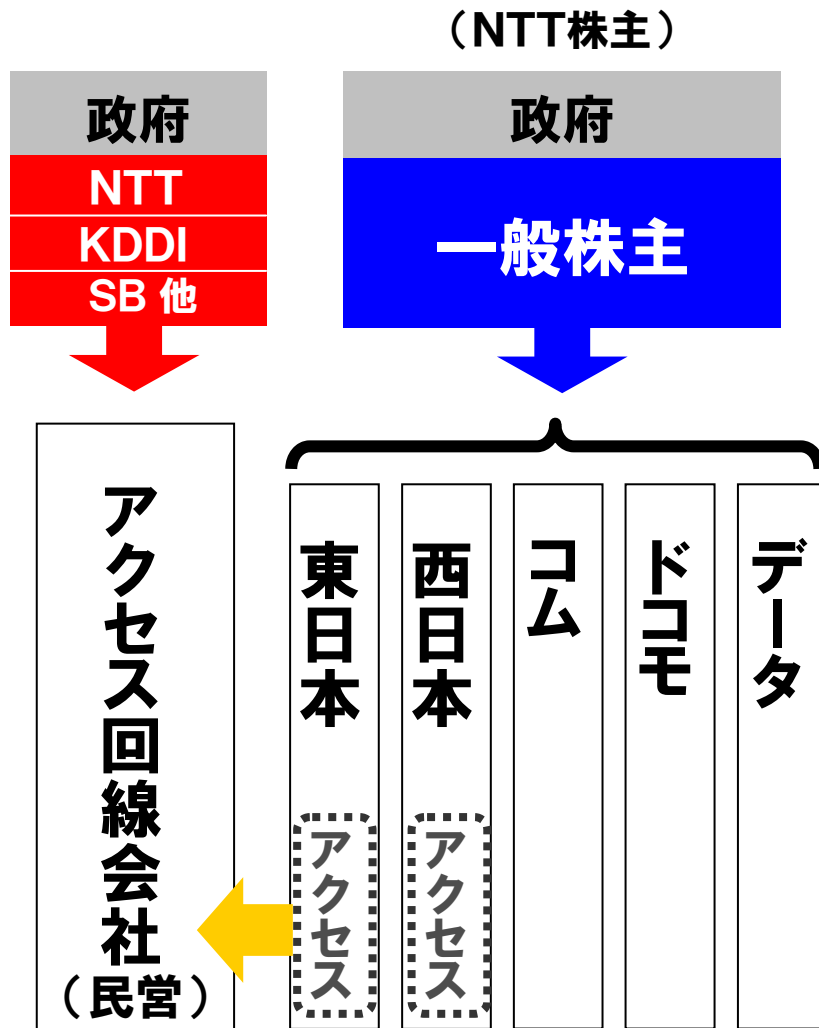 （NTT株主）
政府
NTT
KDDI
SB 他
政府
一般株主
アクセス回線会社
（民営）
東日本
アクセス
西日本
アクセス
コム
ドコモ
データ